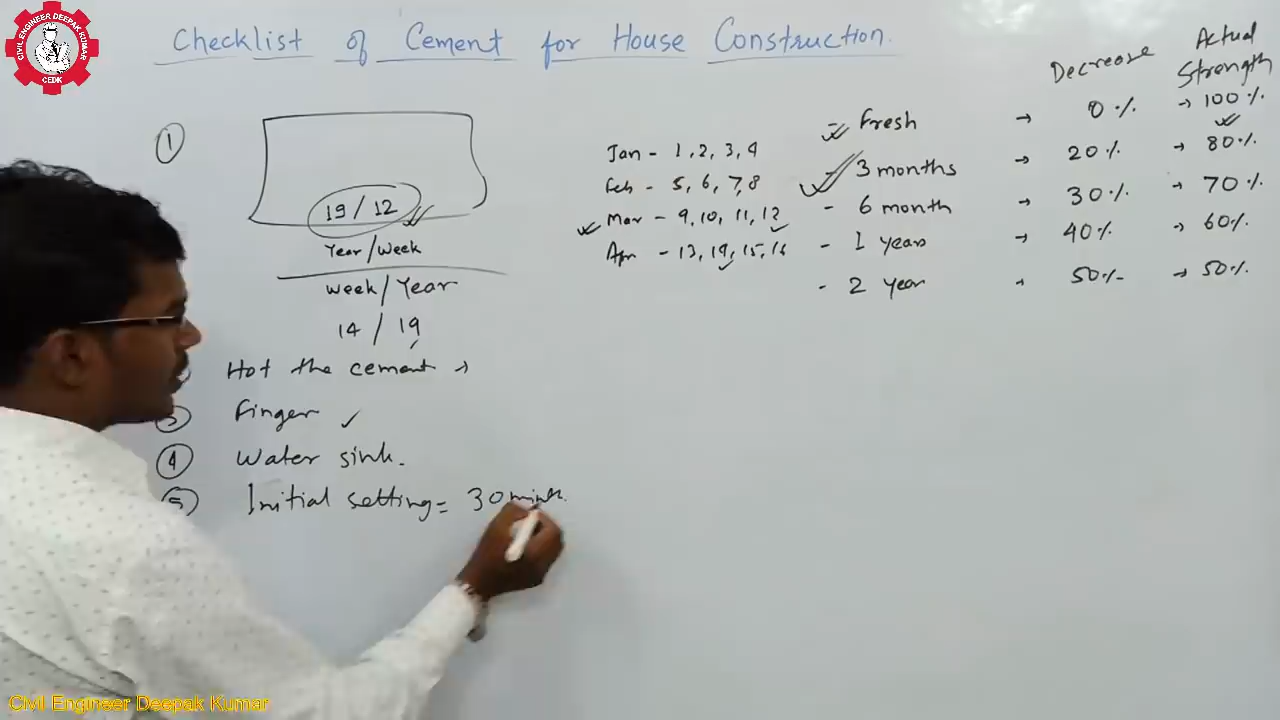 CIVIL ENGINEER DEEPAK KUMAR
CEDK
Checklist of Cement for House Construction.
①
19 / 12
Year/Week
Week/Year
14 / 19
Hot the cement →
Finger ✓
④ Water sink.
⑤ Initial setting = 30 mints.
Jan - 1, 2, 3, 4
Feb - 5, 6, 7, 8
Mar - 9, 10, 11, 12
Apr - 13, 14, 15, 16
Decrease Actual Strength
- Fresh → 0% → 100%
- 3 months → 20% → 80%
- 6 month → 30% → 70%
- 1 years → 40% → 60%
- 2 year → 50% → 50%
Civil Engineer Deepak Kumar